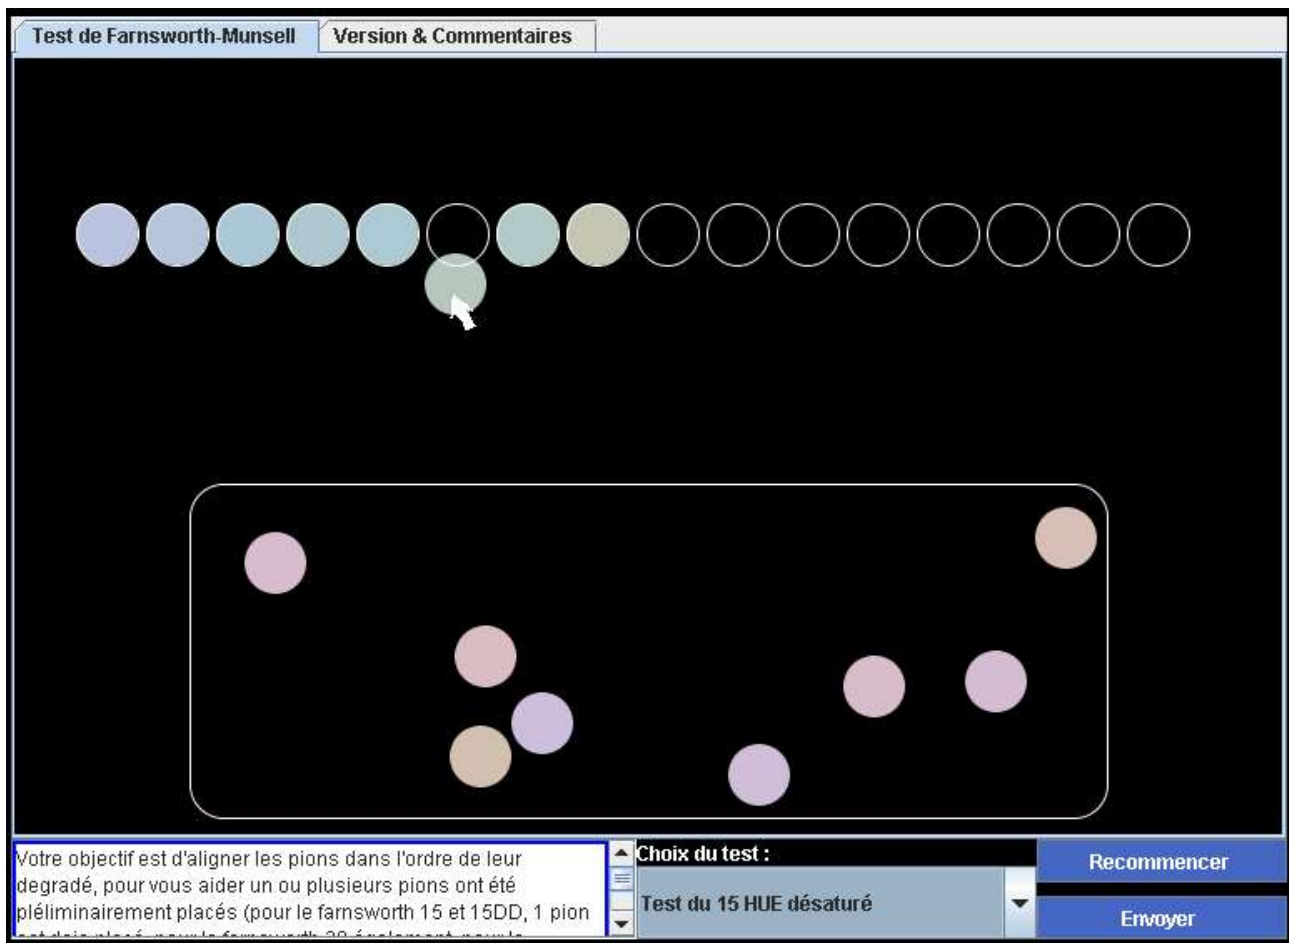 Test de Farnsworth-Munsell
Version & Commentaires
Votre objectif est d'aligner les pions dans l'ordre de leur
degradé, pour vous aider un ou plusieurs pions ont été
pléliminairement placés (pour le farnsworth 15 et 15DD, 1 pion
Choix du test :
Test du 15 HUE désaturé
Recommencer
Envoyer